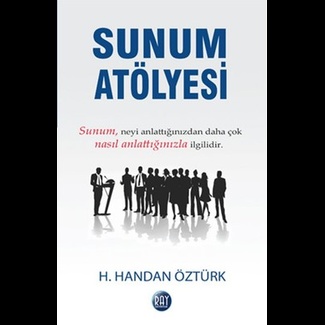 SUNUM
ATÖLYESİ
Sunum, neyi anlattığınızdan daha çok
nasıl anlattığınızla ilgilidir.
H. HANDAN ÖZTÜRK
RAY